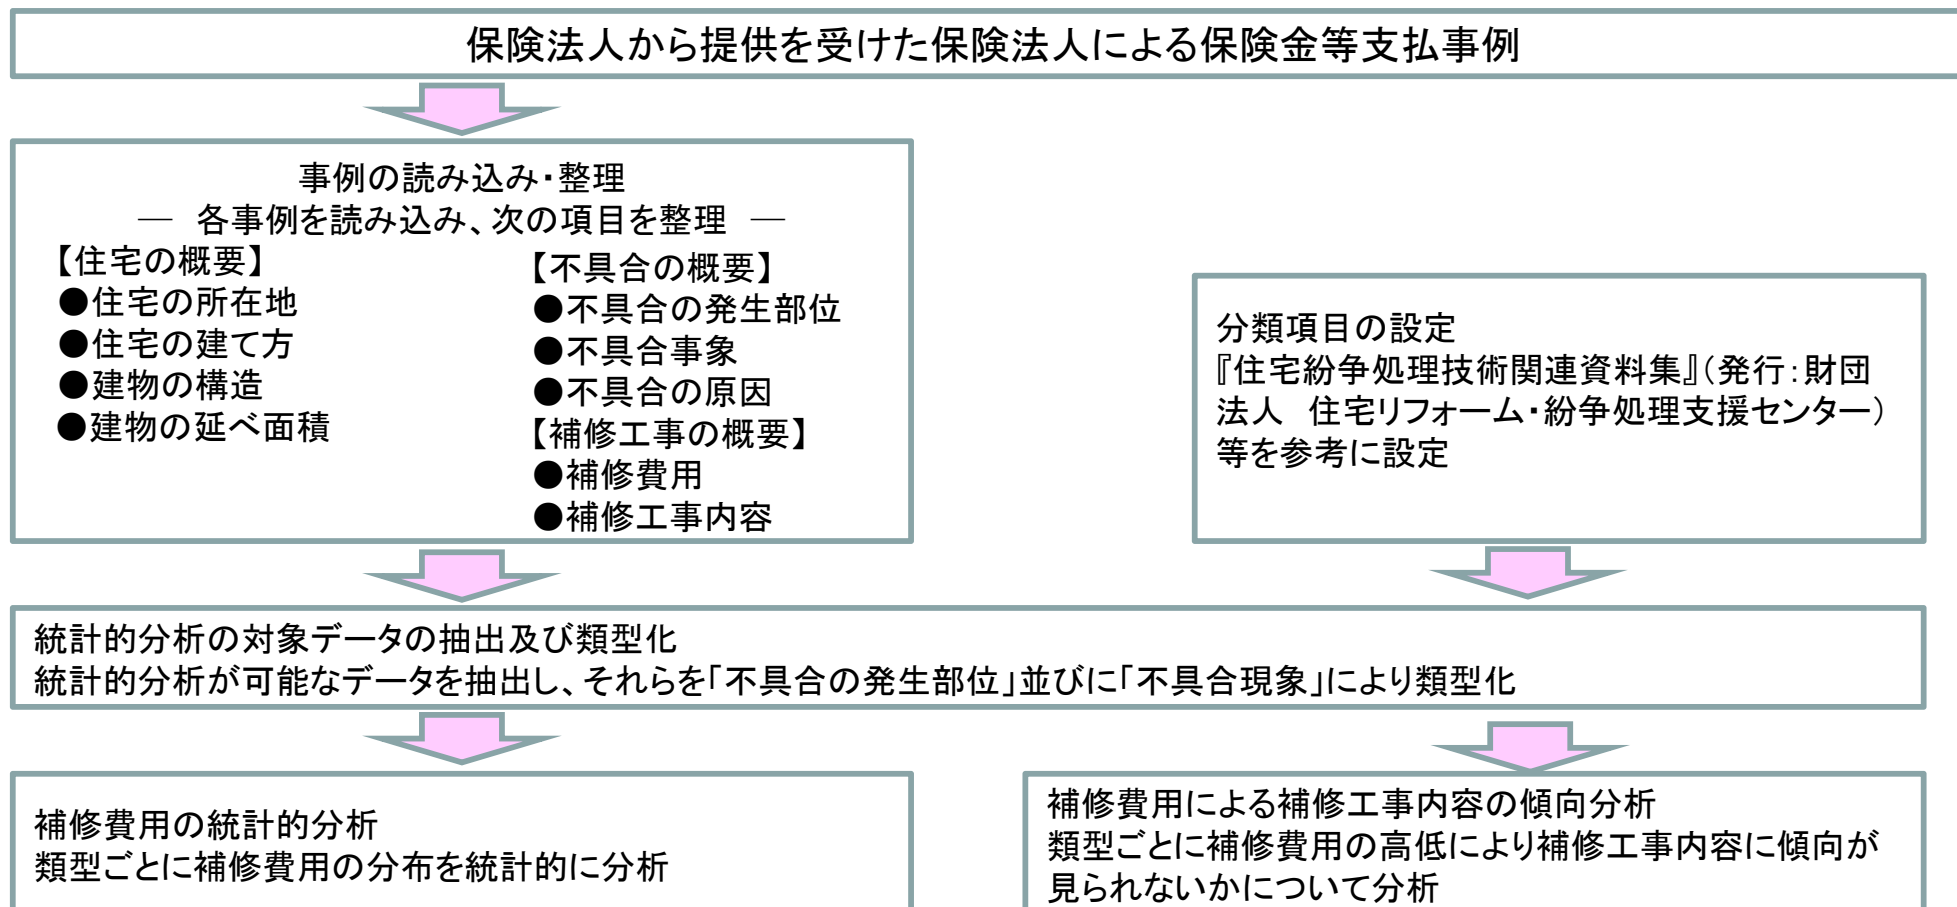 保険法人から提供を受けた保険法人による保険金等支払事例
事例の読み込み・整理
― 各事例を読み込み、次の項目を整理 ―
【住宅の概要】
●住宅の所在地
●住宅の建て方
●建物の構造
●建物の延べ面積
【不具合の概要】
●不具合の発生部位
●不具合事象
●不具合の原因
【補修工事の概要】
●補修費用
●補修工事内容
分類項目の設定
『住宅紛争処理技術関連資料集』（発行：財団
法人　住宅リフォーム・紛争処理支援センター）
等を参考に設定
統計的分析の対象データの抽出及び類型化
統計的分析が可能なデータを抽出し、それらを「不具合の発生部位」並びに「不具合現象」により類型化
補修費用の統計的分析
類型ごとに補修費用の分布を統計的に分析
補修費用による補修工事内容の傾向分析
類型ごとに補修費用の高低により補修工事内容に傾向が
見られないかについて分析